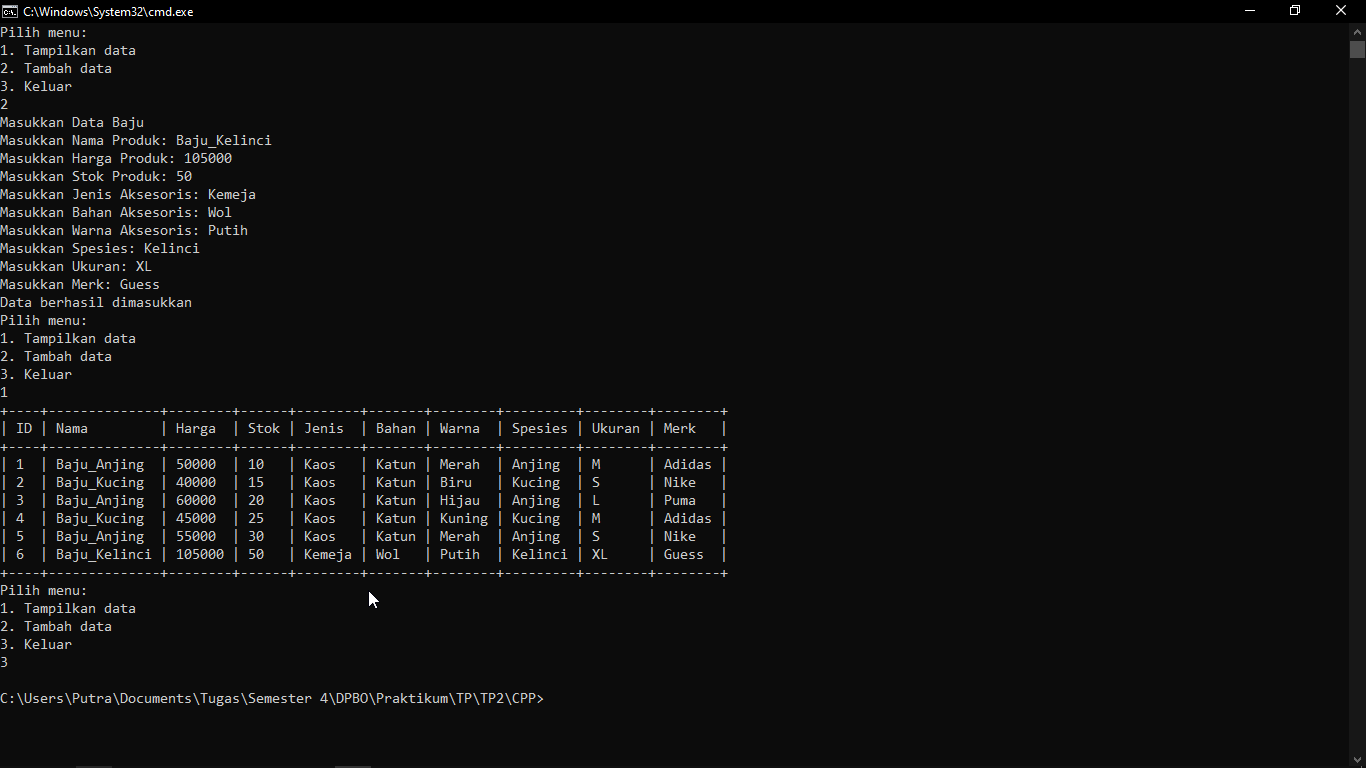 C:\Windows\System32\cmd.exe
Pilih menu:
1. Tampilkan data
2. Tambah data
3. Keluar
2
Masukkan Data Baju
Masukkan Nama Produk: Baju_Kelinci
Masukkan Harga Produk: 105000
Masukkan Stok Produk: 50
Masukkan Jenis Aksesoris: Kemeja
Masukkan Bahan Aksesoris: Wol
Masukkan Warna Aksesoris: Putih
Masukkan Spesies: Kelinci
Masukkan Ukuran: XL
Masukkan Merk: Guess
Data berhasil dimasukkan
Pilih menu:
1. Tampilkan data
2. Tambah data
3. Keluar
1
+----+--------------+--------+------+--------+-------+--------+---------+--------+--------+
| ID | Nama         | Harga  | Stok | Jenis  | Bahan | Warna  | Spesies | Ukuran | Merk   |
+----+--------------+--------+------+--------+-------+--------+---------+--------+--------+
| 1  | Baju_Anjing  | 50000  | 10   | Kaos   | Katun | Merah  | Anjing  | M      | Adidas |
| 2  | Baju_Kucing  | 40000  | 15   | Kaos   | Katun | Biru   | Kucing  | S      | Nike   |
| 3  | Baju_Anjing  | 60000  | 20   | Kaos   | Katun | Hijau  | Anjing  | L      | Puma   |
| 4  | Baju_Kucing  | 45000  | 25   | Kaos   | Katun | Kuning | Kucing  | M      | Adidas |
| 5  | Baju_Anjing  | 55000  | 30   | Kaos   | Katun | Merah  | Anjing  | S      | Nike   |
| 6  | Baju_Kelinci | 105000 | 50   | Kemeja | Wol   | Putih  | Kelinci | XL     | Guess  |
+----+--------------+--------+------+--------+-------+--------+---------+--------+--------+
Pilih menu:
1. Tampilkan data
2. Tambah data
3. Keluar
3
C:\Users\Putra\Documents\Tugas\Semester 4\DPBO\Praktikum\TP\TP2\CPP>